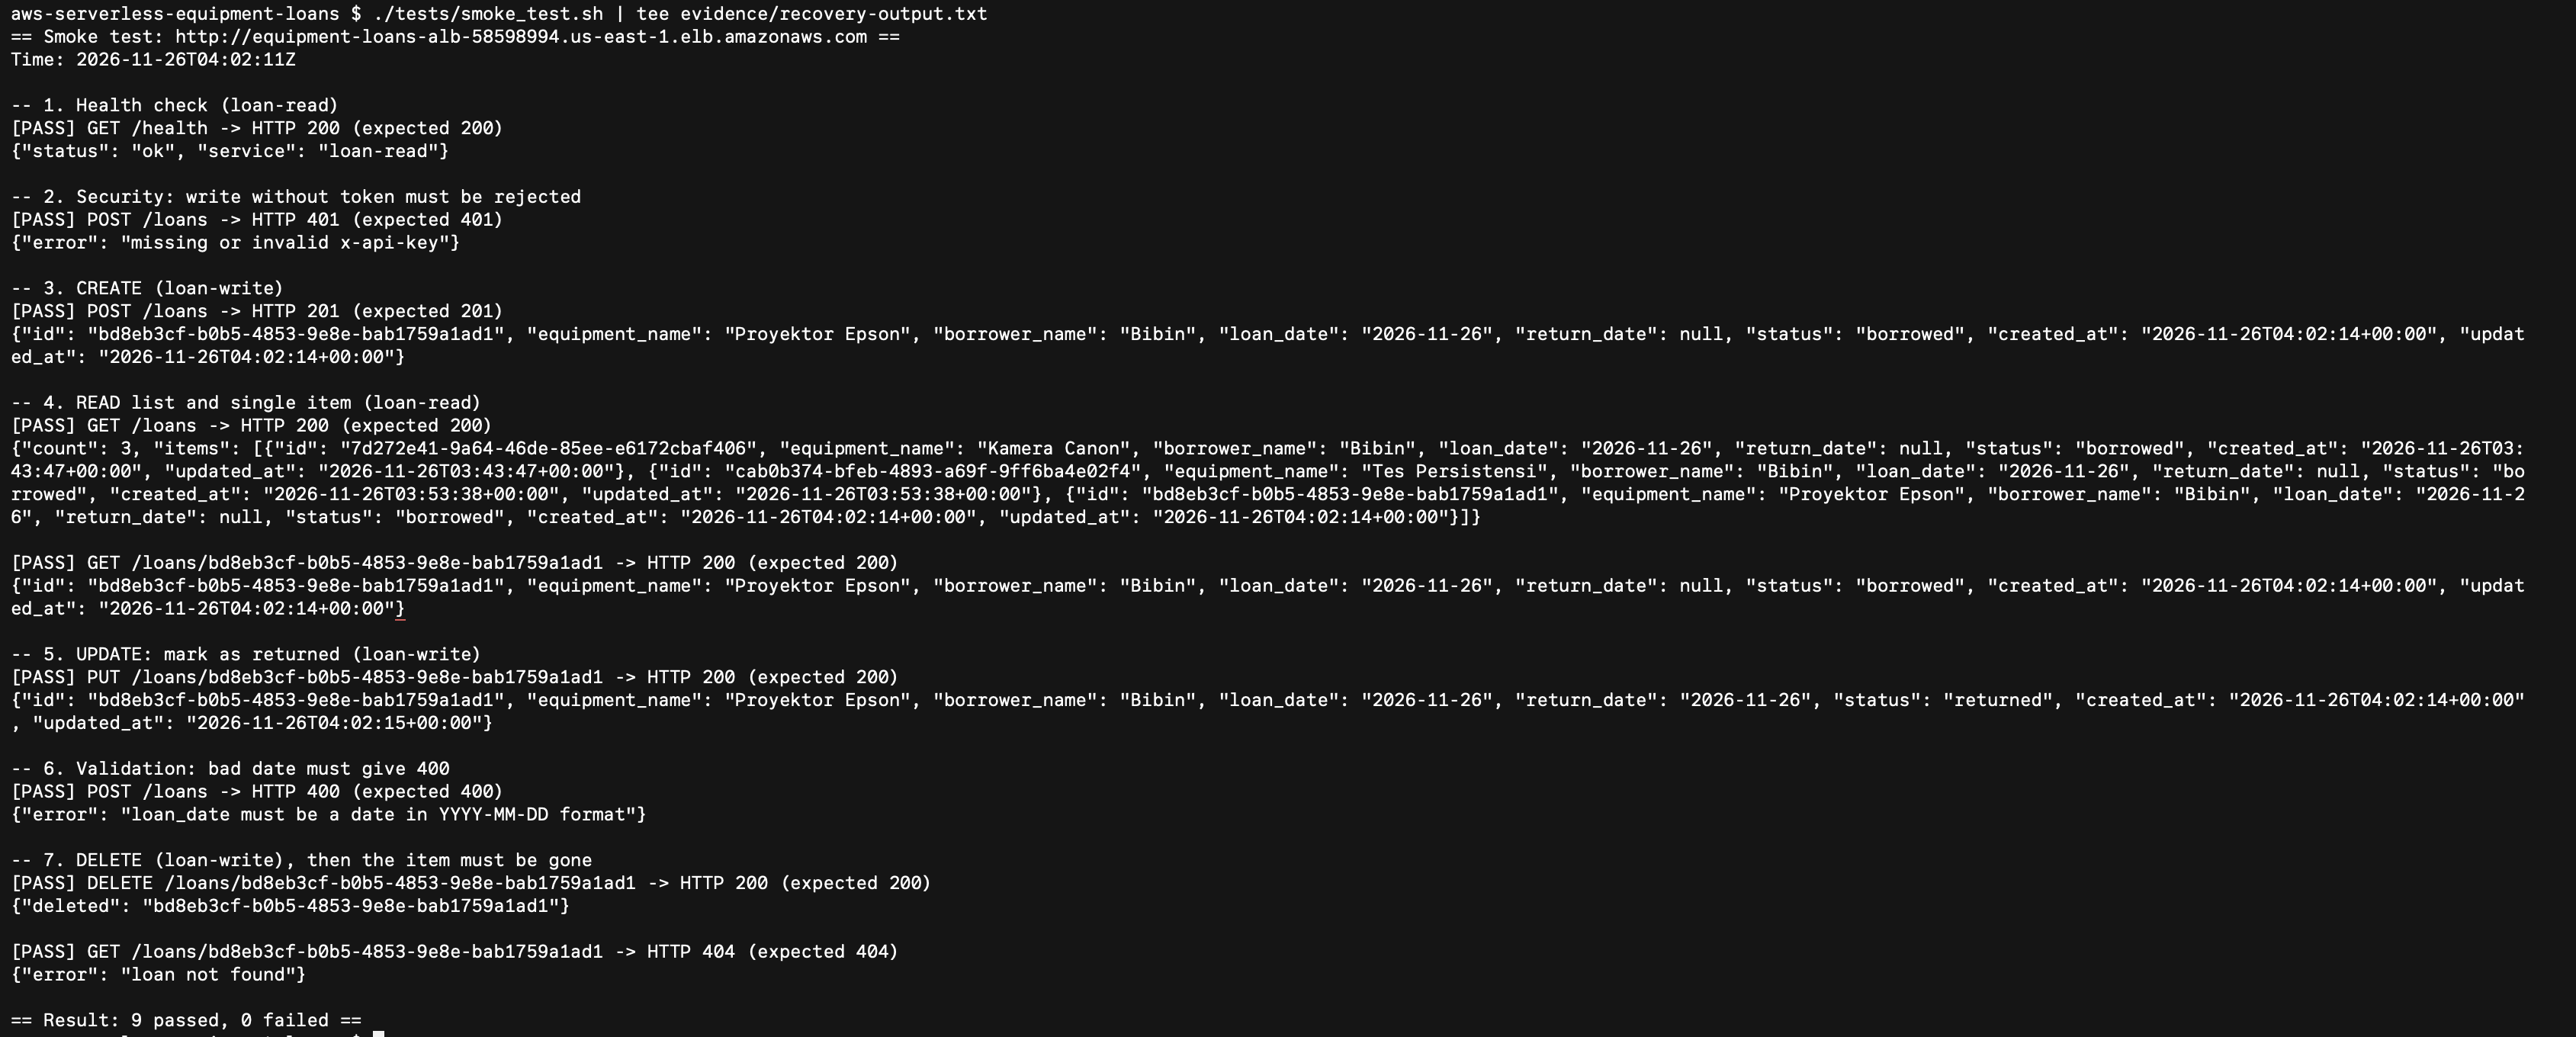 aws-serverless-equipment-loans $ ./tests/smoke_test.sh | tee evidence/recovery-output.txt
== Smoke test: http://equipment-loans-alb-58598994.us-east-1.elb.amazonaws.com ==
Time: 2026-11-26T04:02:11Z
-- 1. Health check (loan-read)
[PASS] GET /health -> HTTP 200 (expected 200)
{"status": "ok", "service": "loan-read"}
-- 2. Security: write without token must be rejected
[PASS] POST /loans -> HTTP 401 (expected 401)
{"error": "missing or invalid x-api-key"}
-- 3. CREATE (loan-write)
[PASS] POST /loans -> HTTP 201 (expected 201)
{"id": "bd8eb3cf-b0b5-4853-9e8e-bab1759a1ad1", "equipment_name": "Proyektor Epson", "borrower_name": "Bibin", "loan_date": "2026-11-26", "return_date": null, "status": "borrowed", "created_at": "2026-11-26T04:02:14+00:00", "updat
ed_at": "2026-11-26T04:02:14+00:00"}
-- 4. READ list and single item (loan-read)
[PASS] GET /loans -> HTTP 200 (expected 200)
{"count": 3, "items": [{"id": "7d272e41-9a64-46de-85ee-e6172cbaf406", "equipment_name": "Kamera Canon", "borrower_name": "Bibin", "loan_date": "2026-11-26", "return_date": null, "status": "borrowed", "created_at": "2026-11-26T03:
43:47+00:00", "updated_at": "2026-11-26T03:43:47+00:00"}, {"id": "cab0b374-bfeb-4893-a69f-9ff6ba4e02f4", "equipment_name": "Tes Persistensi", "borrower_name": "Bibin", "loan_date": "2026-11-26", "return_date": null, "status": "bo
rrowed", "created_at": "2026-11-26T03:53:38+00:00", "updated_at": "2026-11-26T03:53:38+00:00"}, {"id": "bd8eb3cf-b0b5-4853-9e8e-bab1759a1ad1", "equipment_name": "Proyektor Epson", "borrower_name": "Bibin", "loan_date": "2026-11-2
6", "return_date": null, "status": "borrowed", "created_at": "2026-11-26T04:02:14+00:00", "updated_at": "2026-11-26T04:02:14+00:00"}]}
[PASS] GET /loans/bd8eb3cf-b0b5-4853-9e8e-bab1759a1ad1 -> HTTP 200 (expected 200)
{"id": "bd8eb3cf-b0b5-4853-9e8e-bab1759a1ad1", "equipment_name": "Proyektor Epson", "borrower_name": "Bibin", "loan_date": "2026-11-26", "return_date": null, "status": "borrowed", "created_at": "2026-11-26T04:02:14+00:00", "updat
ed_at": "2026-11-26T04:02:14+00:00"}
-- 5. UPDATE: mark as returned (loan-write)
[PASS] PUT /loans/bd8eb3cf-b0b5-4853-9e8e-bab1759a1ad1 -> HTTP 200 (expected 200)
{"id": "bd8eb3cf-b0b5-4853-9e8e-bab1759a1ad1", "equipment_name": "Proyektor Epson", "borrower_name": "Bibin", "loan_date": "2026-11-26", "return_date": "2026-11-26", "status": "returned", "created_at": "2026-11-26T04:02:14+00:00"
, "updated_at": "2026-11-26T04:02:15+00:00"}
-- 6. Validation: bad date must give 400
[PASS] POST /loans -> HTTP 400 (expected 400)
{"error": "loan_date must be a date in YYYY-MM-DD format"}
-- 7. DELETE (loan-write), then the item must be gone
[PASS] DELETE /loans/bd8eb3cf-b0b5-4853-9e8e-bab1759a1ad1 -> HTTP 200 (expected 200)
{"deleted": "bd8eb3cf-b0b5-4853-9e8e-bab1759a1ad1"}
[PASS] GET /loans/bd8eb3cf-b0b5-4853-9e8e-bab1759a1ad1 -> HTTP 404 (expected 404)
{"error": "loan not found"}
== Result: 9 passed, 0 failed ==